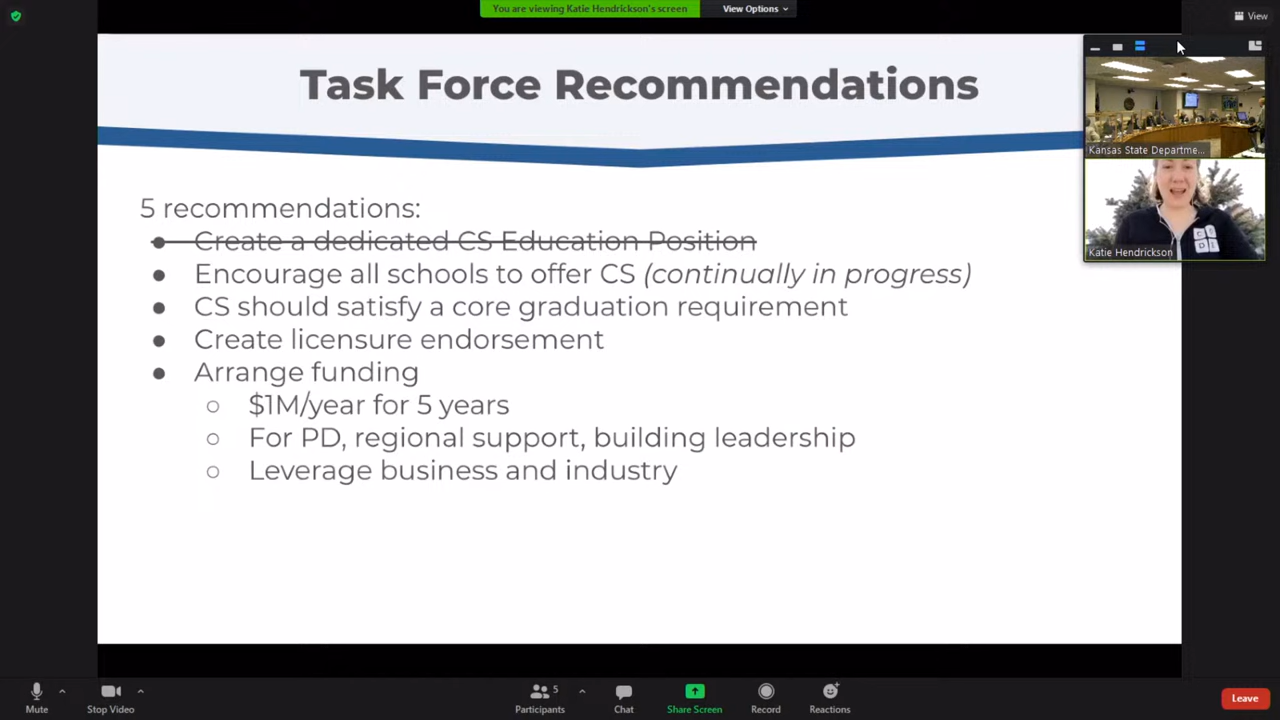 You are viewing Katie Hendrickson's screen
View Options
View
Task Force Recommendations
Kansas State Departme...
Katie Hendrickson
5 recommendations:
Create a dedicated CS Education Position
Encourage all schools to offer CS (continually in progress)
CS should satisfy a core graduation requirement
Create licensure endorsement
Arrange funding
$1M/year for 5 years
For PD, regional support, building leadership
Leverage business and industry
Mute
Stop Video
5
Participants
Chat
Share Screen
Record
Reactions
Leave